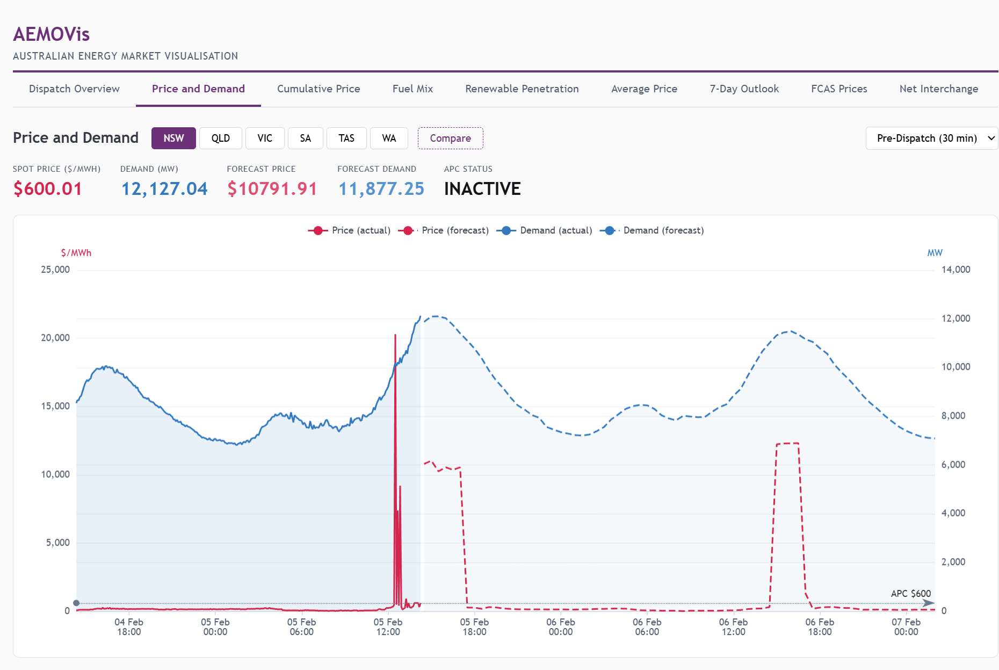 AEMOVis
AUSTRALIAN ENERGY MARKET VISUALISATION
Dispatch Overview Price and Demand Cumulative Price Fuel Mix Renewable Penetration Average Price 7-Day Outlook FCAS Prices Net Interchange
Price and Demand NSW QLD VIC SA TAS WA Compare Pre-Dispatch (30 min)
SPOT PRICE ($/MWH) DEMAND (MW) FORECAST PRICE FORECAST DEMAND APC STATUS
$600.01 12,127.04 $10791.91 11,877.25 INACTIVE
Price (actual) Price (forecast) Demand (actual) Demand (forecast)
$/MWh MW
25,000 14,000
12,000
20,000
10,000
15,000
8,000
10,000
6,000
4,000
5,000
2,000
APC $600
0 0
04 Feb 05 Feb 05 Feb 05 Feb 05 Feb 06 Feb 06 Feb 06 Feb 06 Feb 07 Feb
18:00 00:00 06:00 12:00 18:00 00:00 06:00 12:00 18:00 00:00